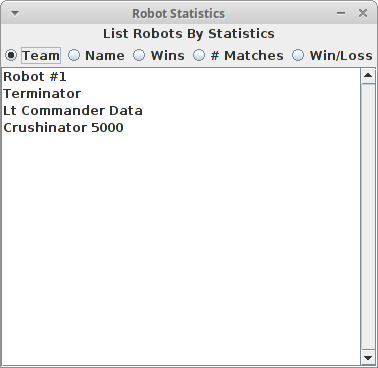 Robot Statistics
List Robots By Statistics
Team Name Wins # Matches Win/Loss
Robot #1
Terminator
Lt Commander Data
Crushinator 5000